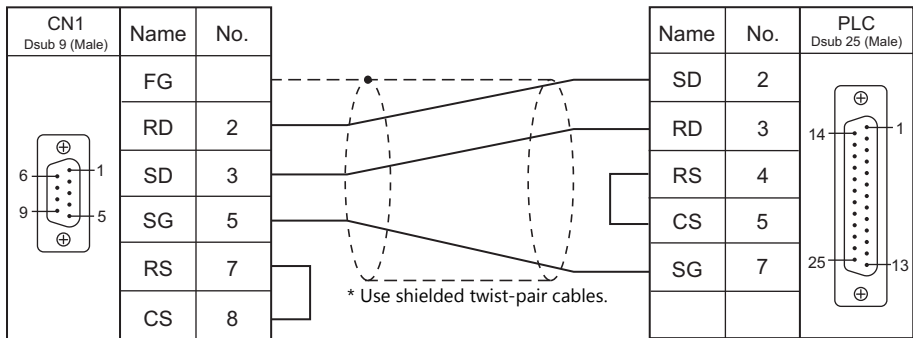 CN1
Dsub 9 (Male)
Name No.
FG
RD 2
SD 3
SG 5
RS 7
CS 8
6 1
9 5
* Use shielded twist-pair cables.
Name No.
SD 2
RD 3
RS 4
CS 5
SG 7
PLC
Dsub 25 (Male)
14 1
25 13